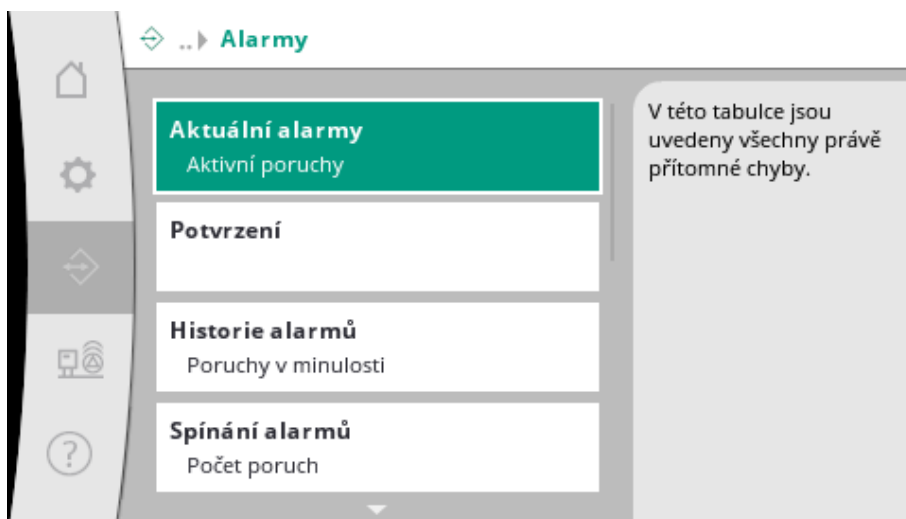 .. Alarmy
Aktuální alarmy
Aktivní poruchy
Potvrzení
Historie alarmů
Poruchy v minulosti
Spínání alarmů
Počet poruch
V této tabulce jsou
uvedeny všechny právě
přítomné chyby.
?